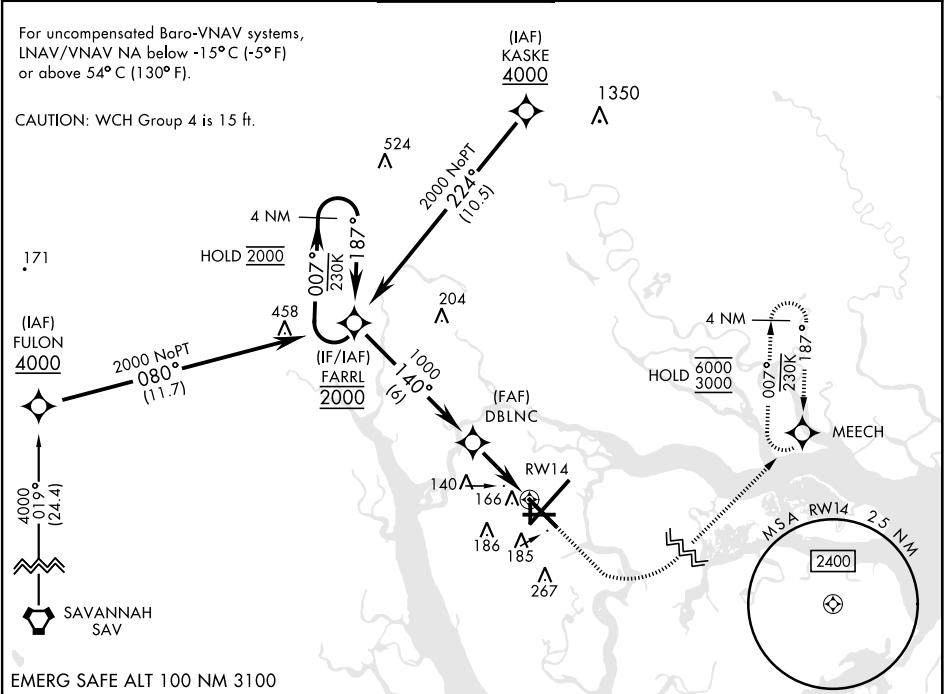 For uncompensated Baro-VNAV systems,
LNAV/VNAV NA below -15° C (-5° F)
or above 54° C (130° F).
CAUTION: WCH Group 4 is 15 ft.
(IAF)
KASKE
4000
1350
524
2000 NoPT
224°
(10.5)
4 NM
HOLD 2000
007°
230K
187°
171
458
204
(IAF)
FULON
4000
2000 NoPT
080°
(11.7)
(IF/IAF)
FARRL
2000
1000
140°
(6)
(FAF)
DBLNC
4 NM
HOLD 6000
3000
007°
230K
187°
MEECH
RW14
140
166
186
185
267
4000
019°
(24.4)
SAVANNAH
SAV
MSA RW14 25 NM
2400
EMERG SAFE ALT 100 NM 3100